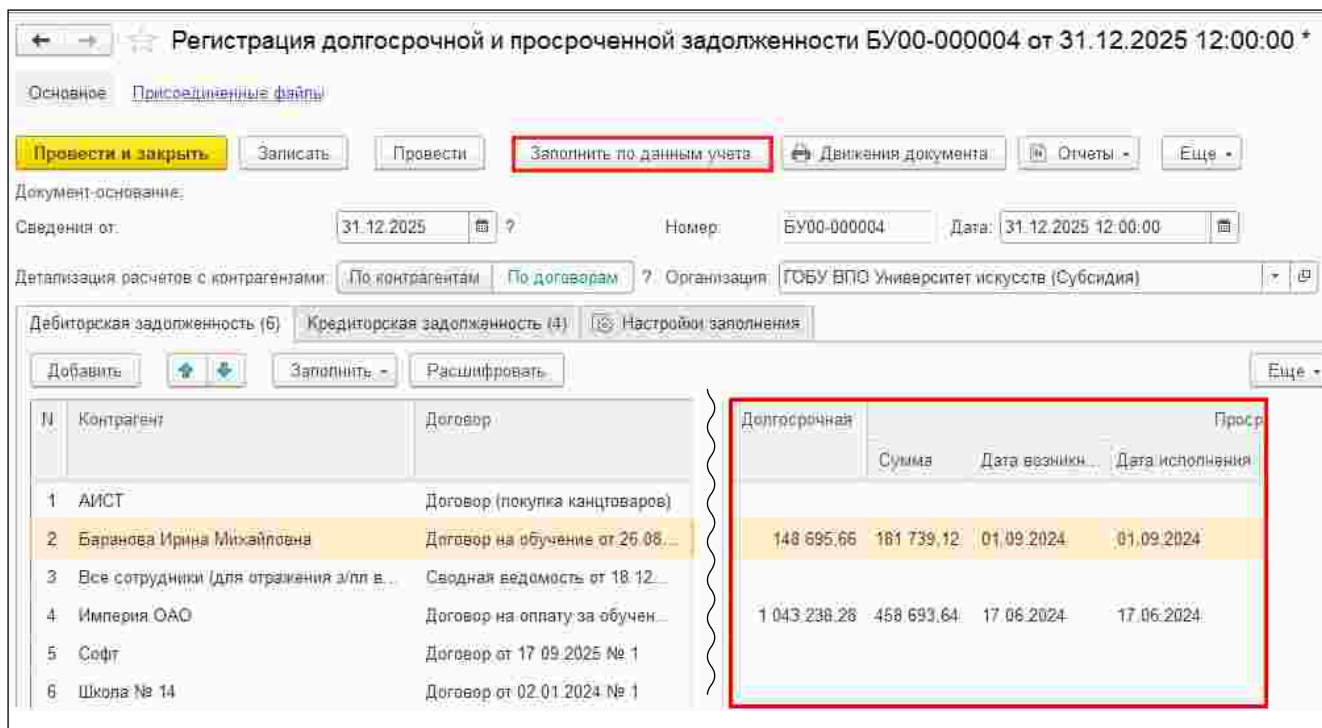 Регистрация долгосрочной и просроченной задолженности БУ00-000004 от 31.12.2025 12:00:00 *
Основное Присоединенные файлы
Провести и закрыть Записать Провести Заполнить по данным учета Движения документа Отчеты Еще
Документ-основание:
Сведения от: 31.12.2025 ? Номер: БУ00-000004 Дата: 31.12.2025 12:00:00
Детализация расчетов с контрагентами: По контрагентам По договорам ? Организация: ГОБУ ВПО Университет искусств (Субсидия)
Дебиторская задолженность (6) Кредиторская задолженность (4) Настройки заполнения
Добавить Заполнить Расшифровать Еще
N Контрагент Договор Долгосрочная Проср
Сумма Дата возникн... Дата исполнения
1 АИСТ Договор (покупка канцтоваров)
2 Баранова Ирина Михайловна Договор на обучение от 26.08.... 148 695,66 181 739,12 01.09.2024 01.09.2024
3 Все сотрудники (для отражения з/пл в... Сводная ведомость от 18.12....
4 Империя ОАО Договор на оплату за обучен... 1 043 238,28 458 693,64 17.06.2024 17.06.2024
5 Софт Договор от 17.09.2025 № 1
6 Школа № 14 Договор от 02.01.2024 № 1